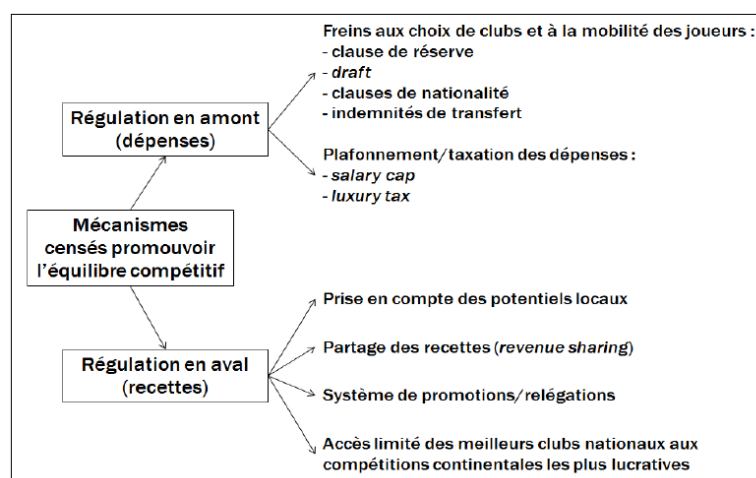 Freins aux choix de clubs et à la mobilité des joueurs :
- clause de réserve
- draft
- clauses de nationalité
- indemnités de transfert
Régulation en amont
(dépenses)
Plafonnement/taxation des dépenses :
- salary cap
- luxury tax
Mécanismes
censés promouvoir
l'équilibre compétitif
Prise en compte des potentiels locaux
Régulation en aval
(recettes)
Partage des recettes (revenue sharing)
Système de promotions/relégations
Accès limité des meilleurs clubs nationaux aux
compétitions continentales les plus lucratives